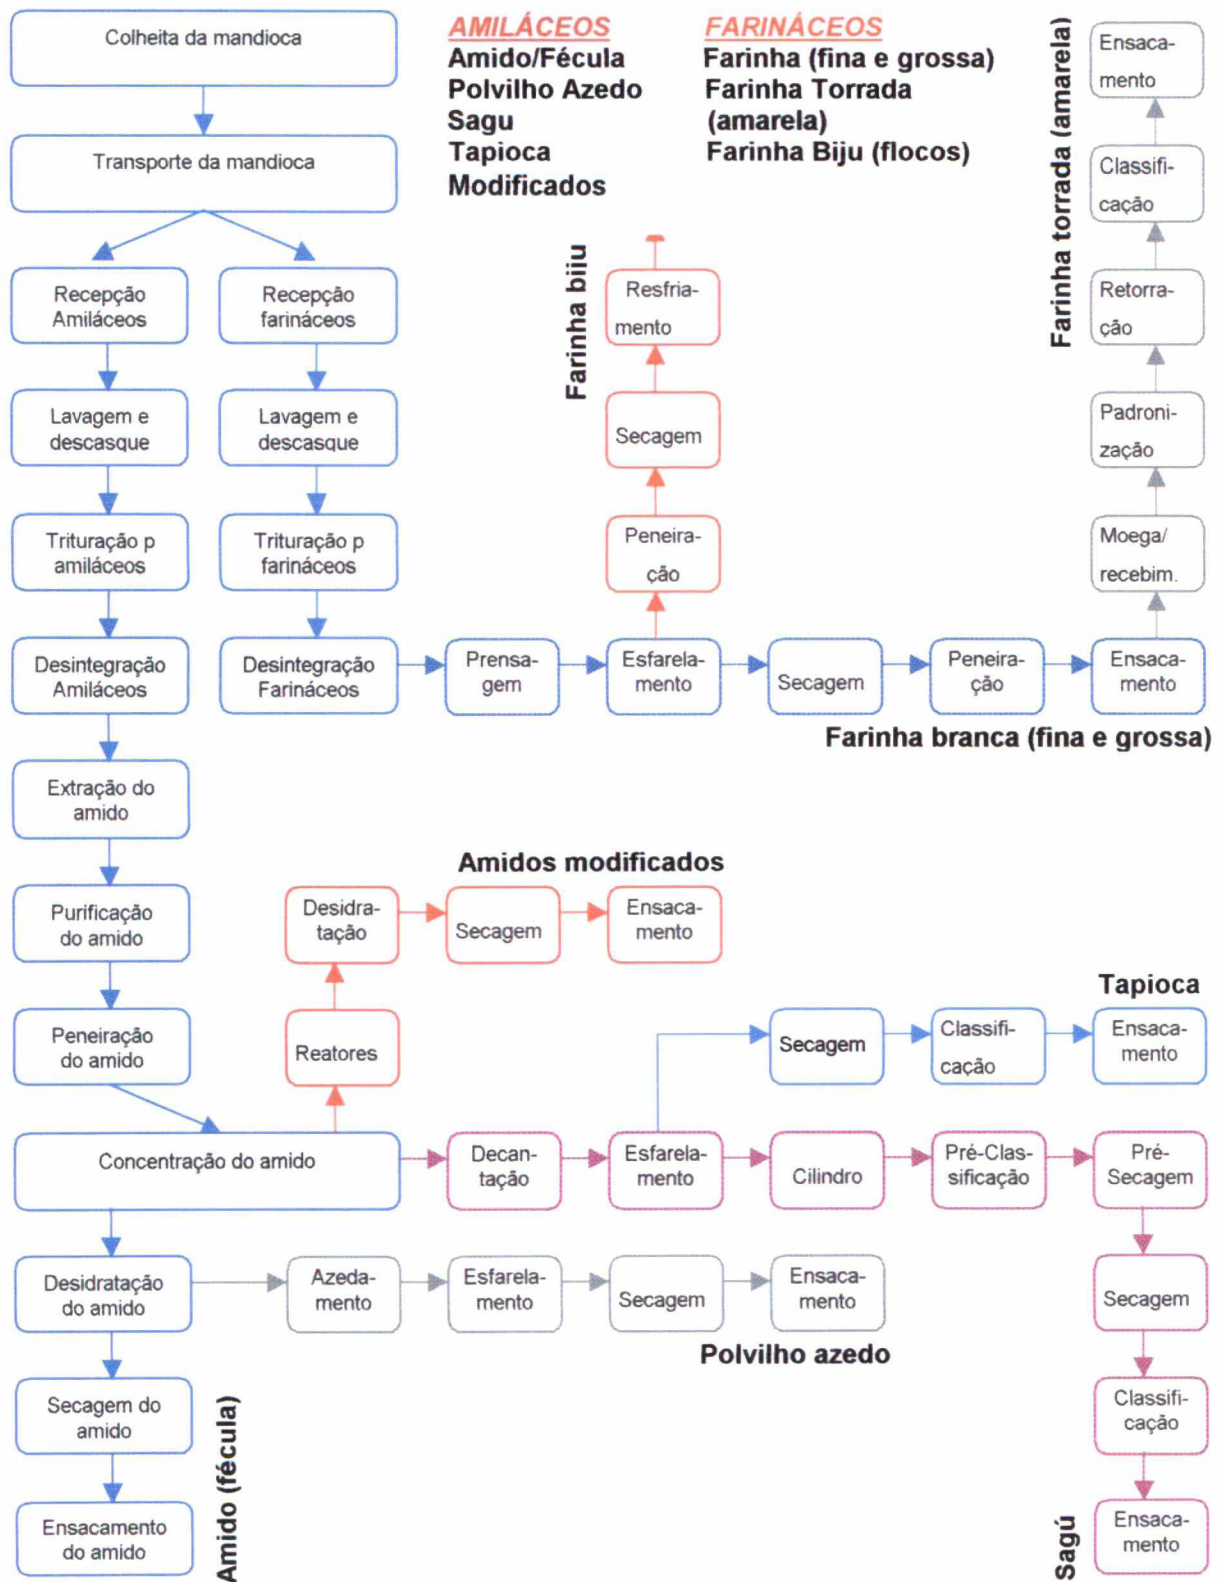 Colheita da mandioca
Transporte da mandioca
AMILÁCEOS
Amido/Fécula
Polvilho Azedo
Sagu
Tapioca
Modificados
FARINÁCEOS
Farinha (fina e grossa)
Farinha Torrada
(amarela)
Farinha Biju (flocos)
Recepção
Amiláceos
Lavagem e
descasque
Trituração p
amiláceos
Desintegração
Amiláceos
Recepção
farináceos
Lavagem e
descasque
Trituração p
farináceos
Desintegração
Farináceos
Prensa-
gem
Esfarela-
mento
Secagem
Peneira-
ção
Ensaca-
mento
Farinha branca (fina e grossa)
Farinha biju
Resfria-
mento
Secagem
Peneira-
ção
Farinha torrada (amarela)
Ensaca-
mento
Classifi-
cação
Retorra-
ção
Padroni-
zação
Moega/
recebim.
Extração do
amido
Purificação
do amido
Peneiração
do amido
Concentração do amido
Amidos modificados
Desidra-
tação
Secagem
Ensaca-
mento
Reatores
Tapioca
Secagem
Classifi-
cação
Ensaca-
mento
Decan-
tação
Esfarela-
mento
Cilindro
Pré-Clas-
sificação
Pré-
Secagem
Secagem
Classifi-
cação
Ensaca-
mento
Sagú
Desidratação
do amido
Azeda-
mento
Esfarela-
mento
Secagem
Ensaca-
mento
Polvilho azedo
Secagem do
amido
Ensacamento
do amido
Amido (fécula)